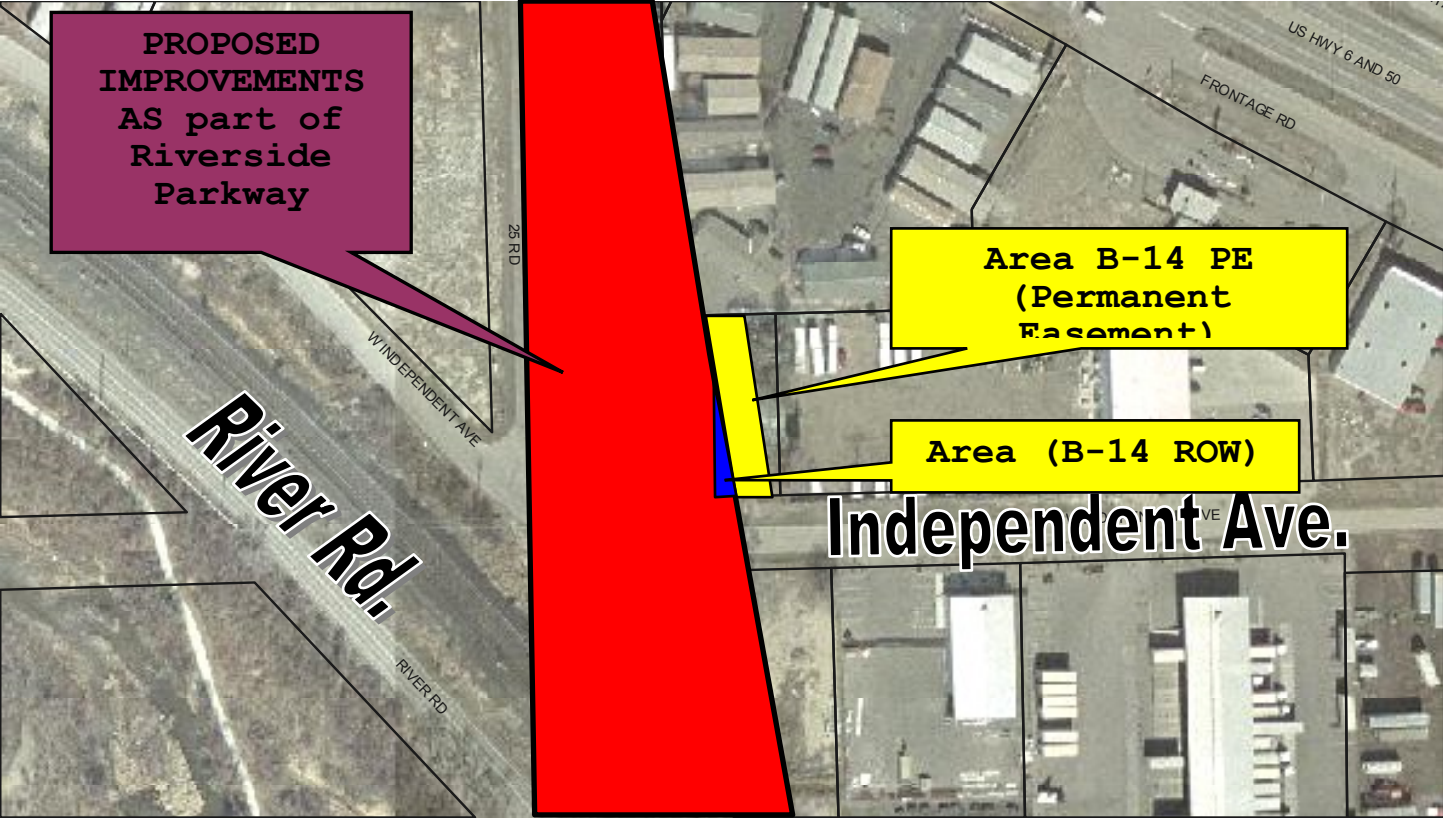 PROPOSED
IMPROVEMENTS
AS part of
Riverside
Parkway
US HWY 6 AND 50
FRONTAGE RD
25 RD
Area B-14 PE
(Permanent
Easement)
W INDEPENDENT AVE
River Rd.
Area (B-14 ROW)
Independent Ave.
VE
RIVER RD